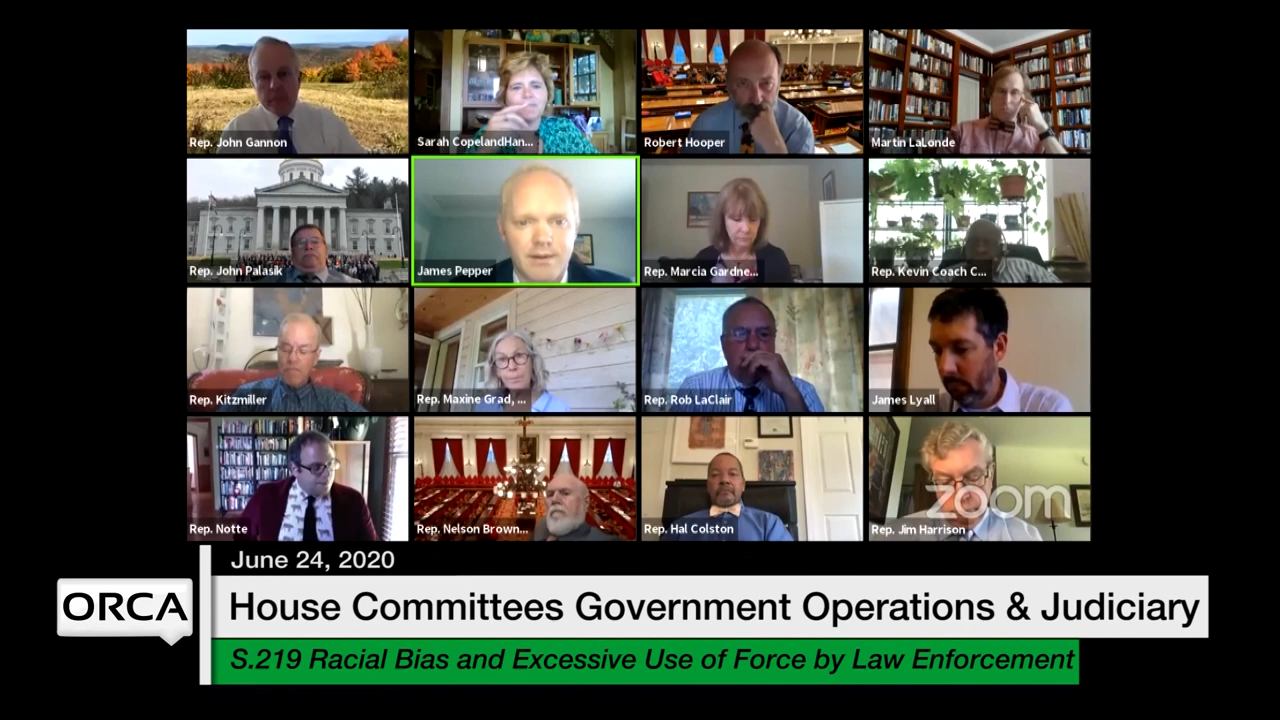 Rep. John Gannon
Sarah CopelandHan...
Robert Hooper
Martin LaLonde
Rep. John Palasik
James Pepper
Rep. Marcia Gardne...
Rep. Kevin Coach C...
Rep. Kitzmiller
Rep. Maxine Grad, ...
Rep. Rob LaClair
James Lyall
Rep. Notte
Rep. Nelson Brown...
Rep. Hal Colston
Rep. Jim Harrison
zoom
June 24, 2020
ORCA
House Committees Government Operations & Judiciary
S.219 Racial Bias and Excessive Use of Force by Law Enforcement